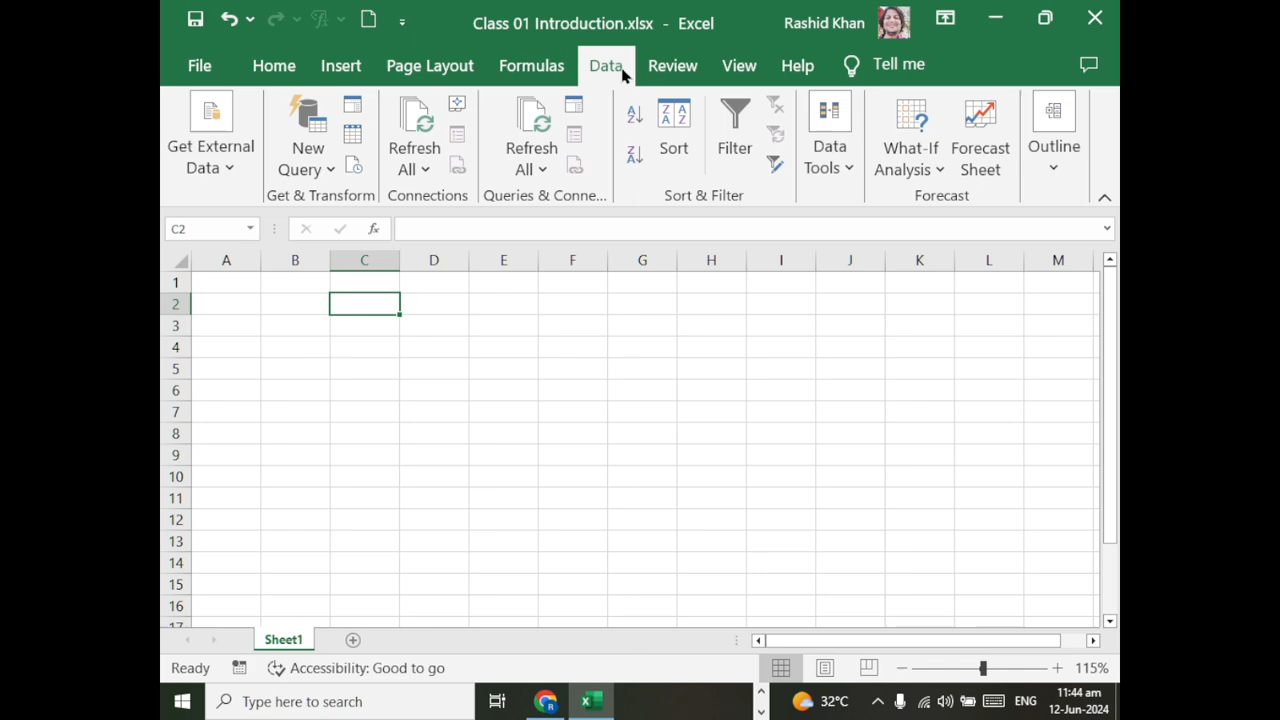 Class 01 Introduction.xlsx - Excel
Rashid Khan
File Home Insert Page Layout Formulas Data Review View Help Tell me
Get External Data
New Query
Refresh All
Refresh All
A Z
Z A
Z A A Z
Sort
Filter
Data Tools
What-If Analysis
Forecast Sheet
Outline
Get & Transform
Connections
Queries & Conne...
Sort & Filter
Forecast
C2
fx
A B C D E F G H I J K L M
1
2
3
4
5
6
7
8
9
10
11
12
13
14
15
16
17
Sheet1
Ready
Accessibility: Good to go
115%
Type here to search
R
32°C
ENG
11:44 am
12-Jun-2024